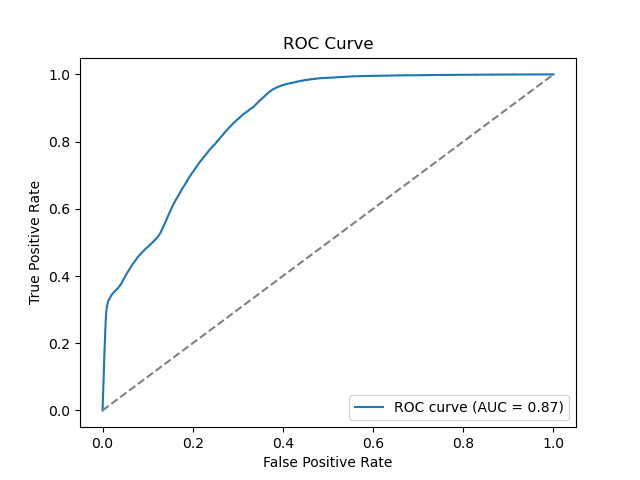 ROC Curve
1.0
0.8
0.6
0.4
0.2
0.0
True Positive Rate
ROC curve (AUC = 0.87)
0.0 0.2 0.4 0.6 0.8 1.0
False Positive Rate